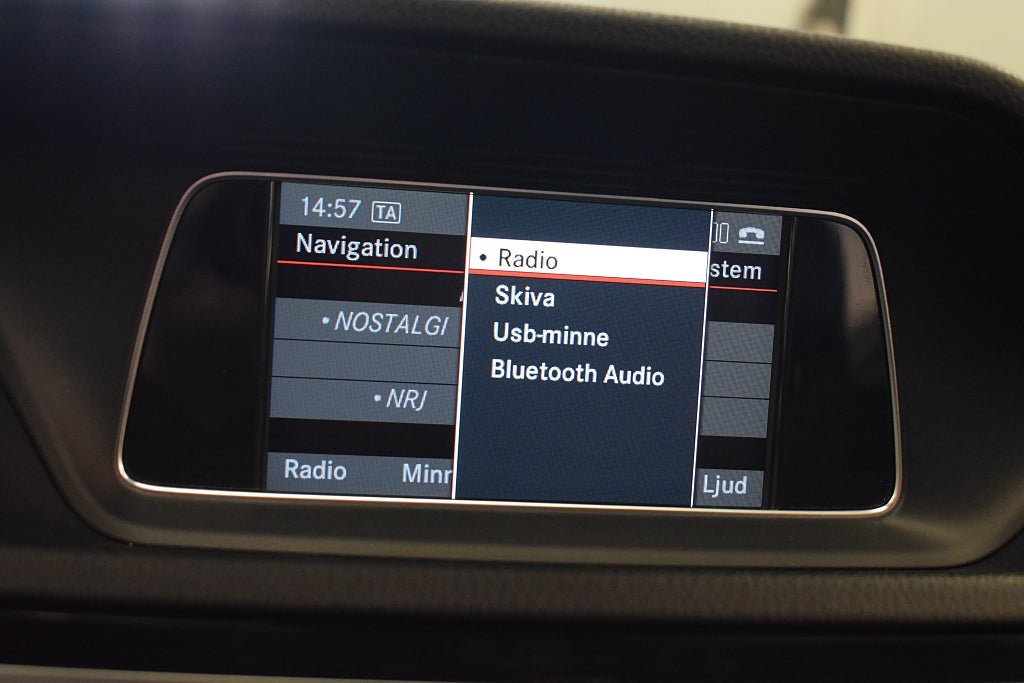 14:57 TA
Navigation
stem
• NOSTALGI
• NRJ
Radio Minr
Ljud
• Radio
Skiva
Usb-minne
Bluetooth Audio